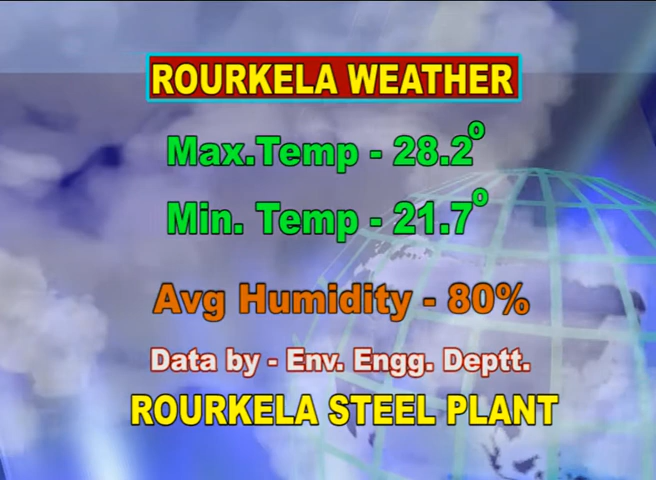 ROURKELA WEATHER
Max.Temp - 28.2°
Min. Temp - 21.7°
Avg Humidity - 80%
Data by - Env. Engg. Deptt.
ROURKELA STEEL PLANT